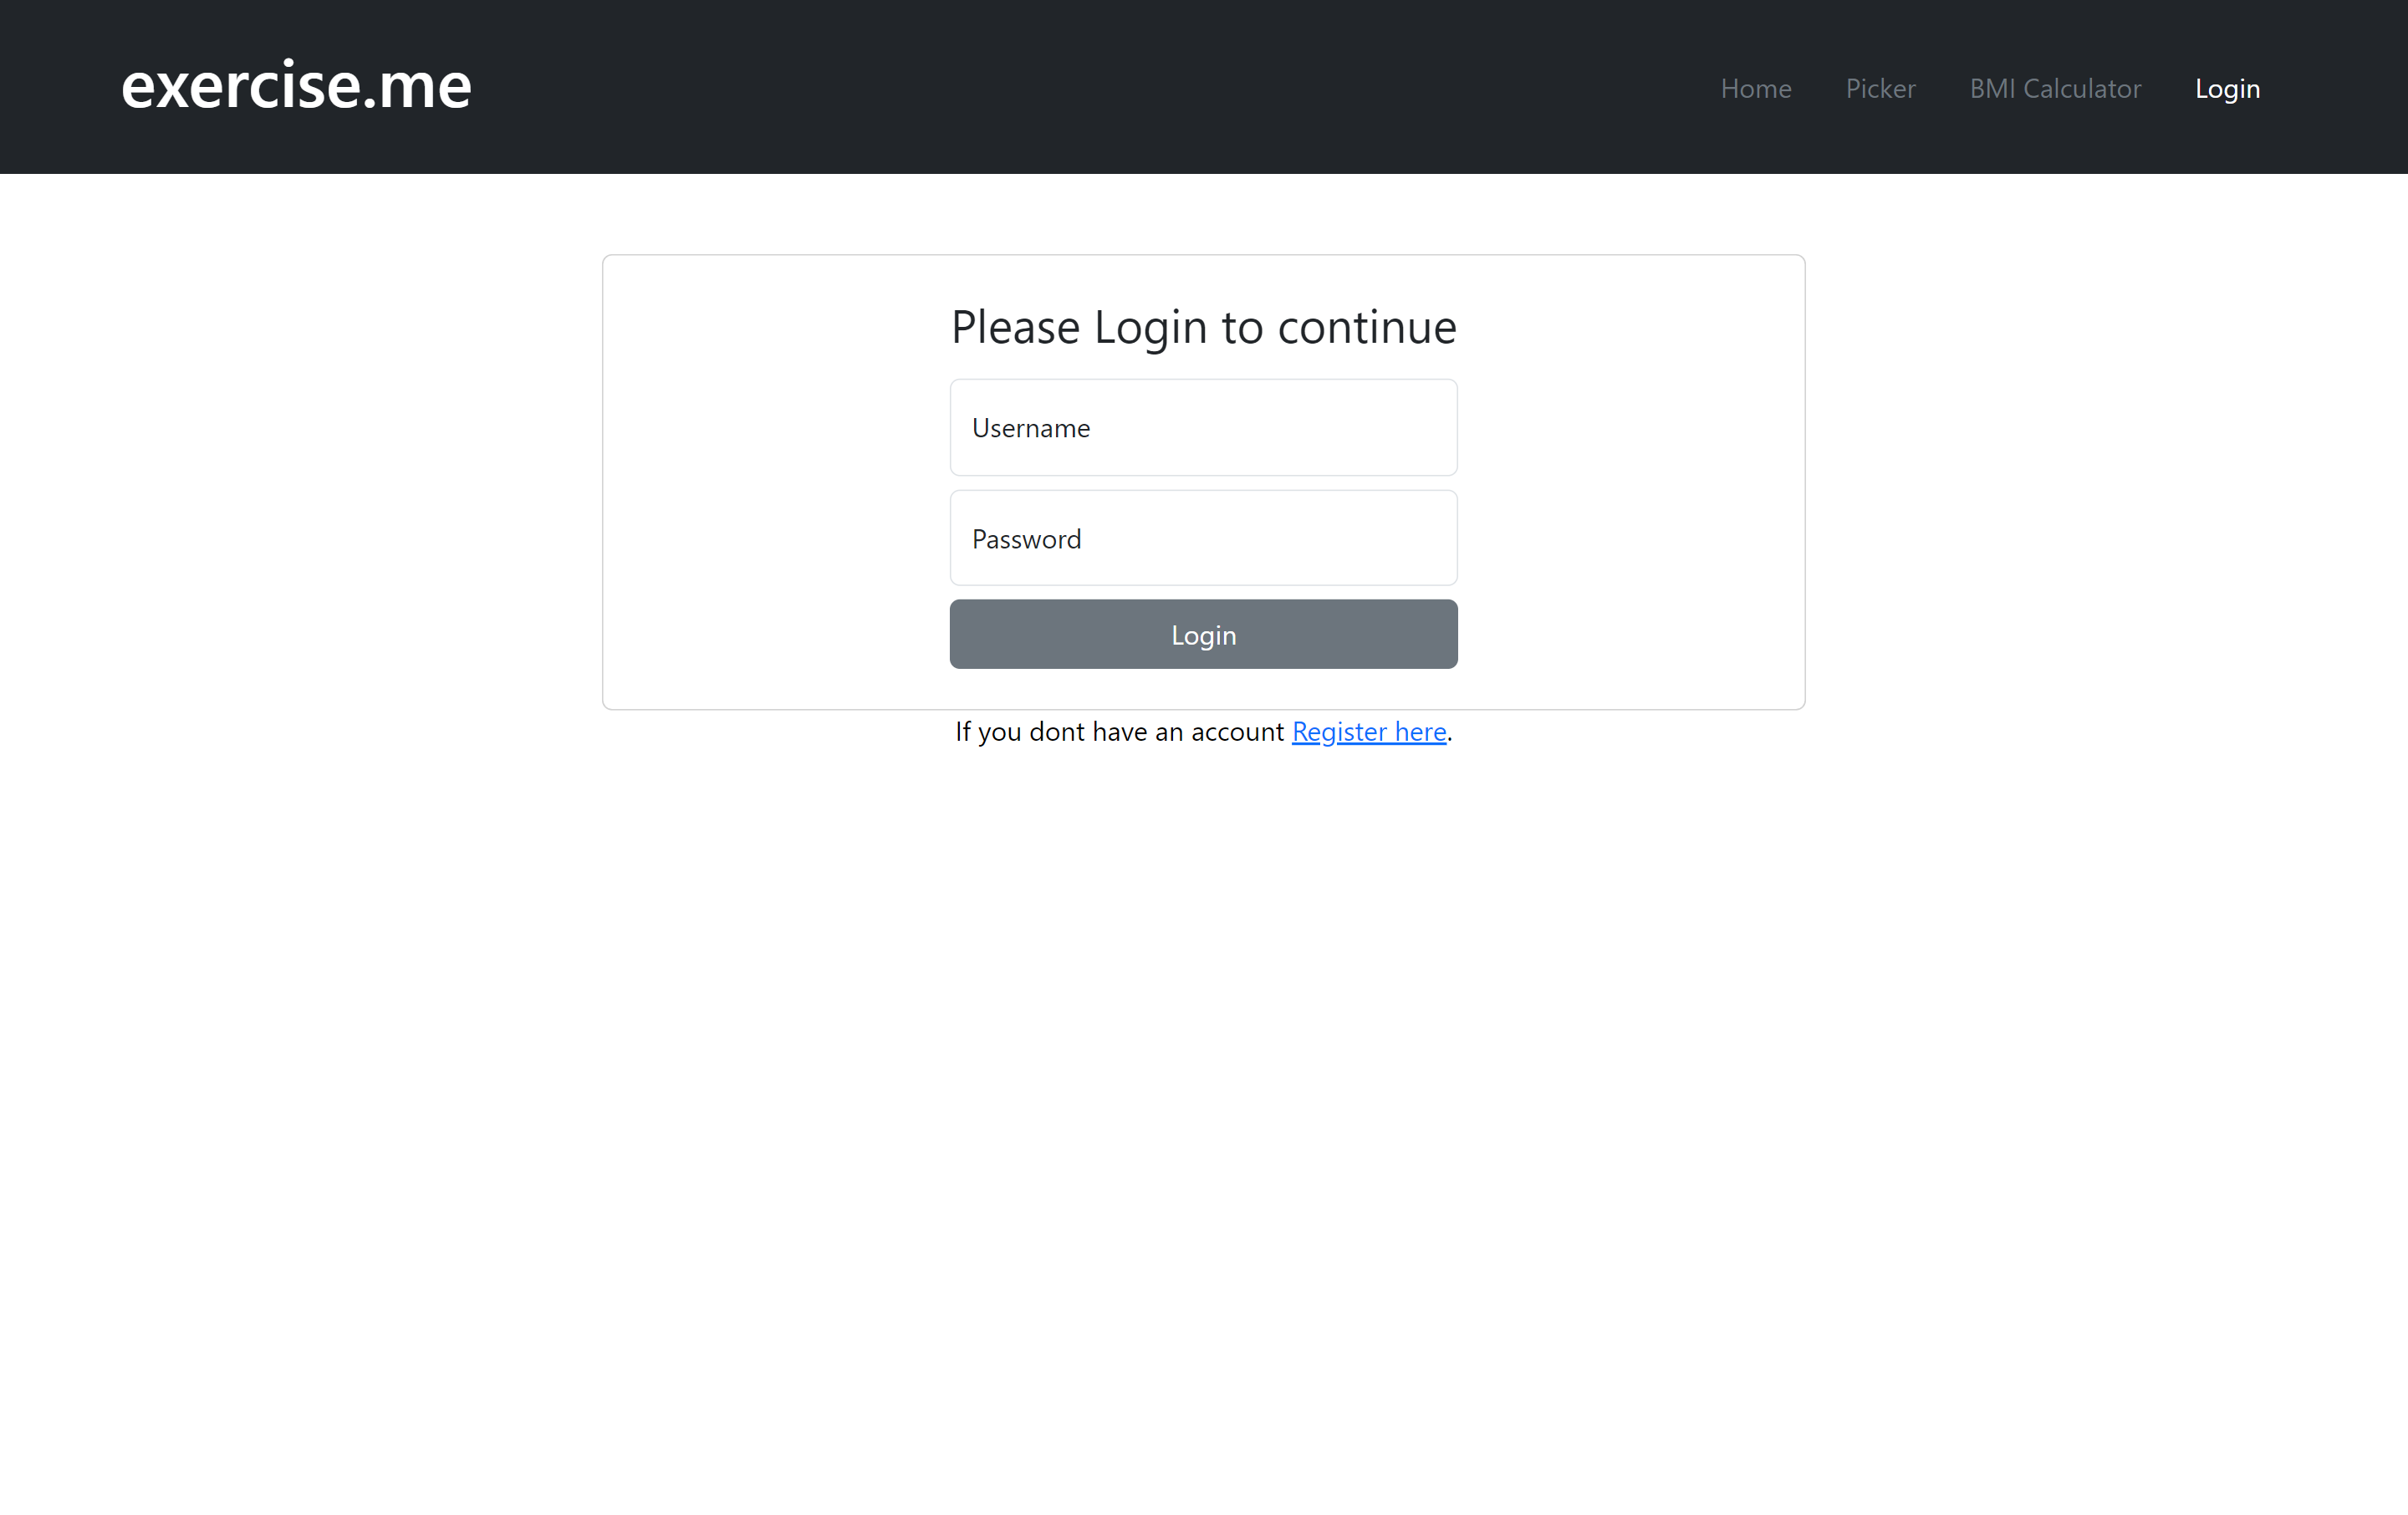 exercise.me
Home Picker BMI Calculator Login
Please Login to continue
Username
Password
Login
If you dont have an account Register here.